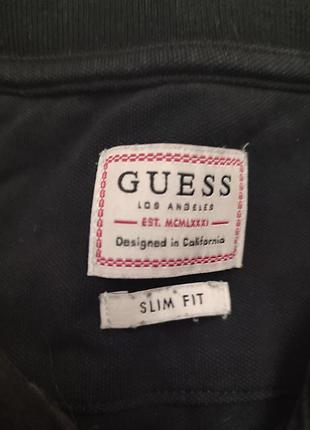 GUESS
LOS ANGELES
EST. MCMLXXXI
Designed in California
SLIM FIT